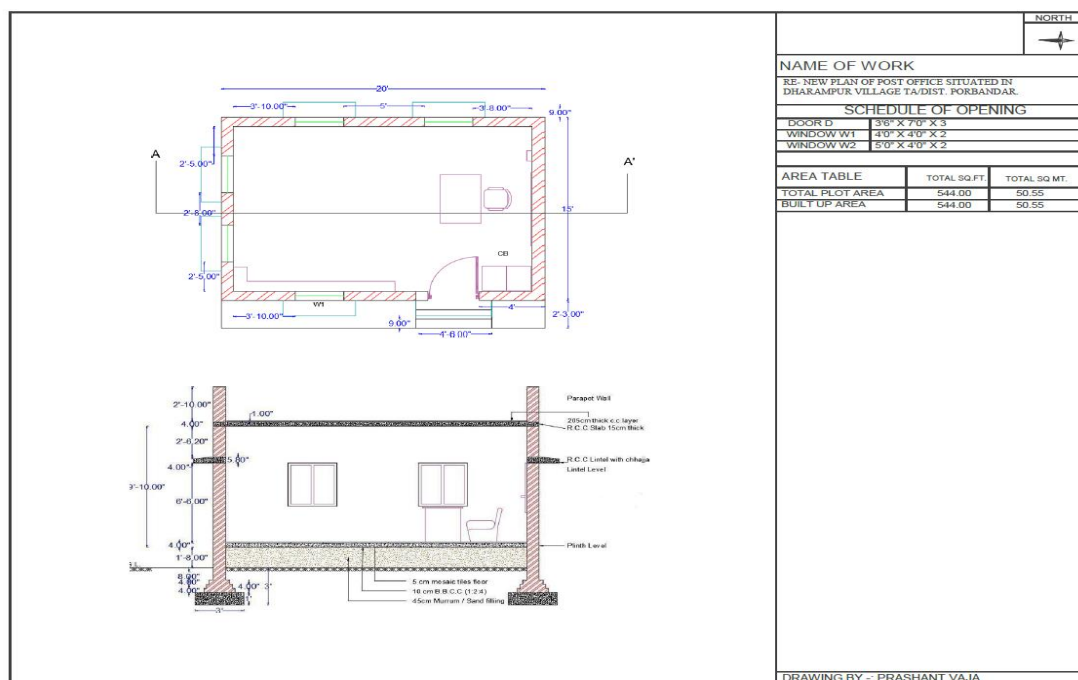 NORTH
NAME OF WORK
RE- NEW PLAN OF POST OFFICE SITUATED IN
DHARAMPUR VILLAGE TA/DIST. PORBANDAR.
SCHEDULE OF OPENING
DOOR D 3'6" X 7'0" X 3
WINDOW W1 4'0" X 4'0" X 2
WINDOW W2 5'0" X 4'0" X 2
AREA TABLE TOTAL SQ.FT. TOTAL SQ MT.
TOTAL PLOT AREA 544.00 50.55
BUILT UP AREA 544.00 50.55
20'
3'-10.00" 5' 3'-8.00" 9.00"
A A'
2'-5.00"
2'-8.00" 15'
CB
2'-5.00"
W1
4'
3'-10.00" 9.00" 4'-6.00" 2'-3.00"
2'-10.00" Parapet Wall
1.00"
4.00" R.C.C Slab 15cm thick
2'-6.20"
5.80" R.C.C Lintel with chhajja
4.00" Lintel Level
9'-10.00"
6'-6.00"
4.00" Plinth Level
1'-8.00"
8.00"
4.00" 4.00" 3'
5 cm mosaic tiles floor
10 cm B.B.C.C (1:2:4)
45cm Murrum / Sand filling
3'
DRAWING BY -: PRASHANT VAJA